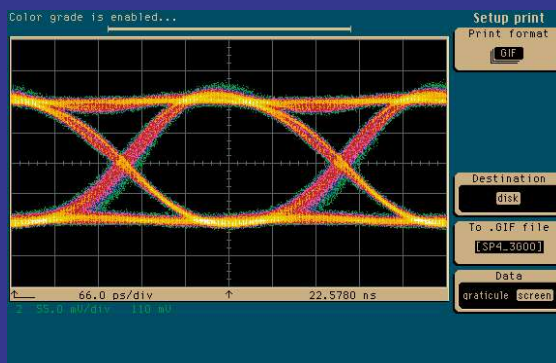 Color grade is enabled...
Setup print
Print format
GIF
Destination
disk
To .GIF file
[SP4_3G00]
Data
graticule screen
66.0 ps/div 22.5780 ns
2 55.0 mV/div 110 mV